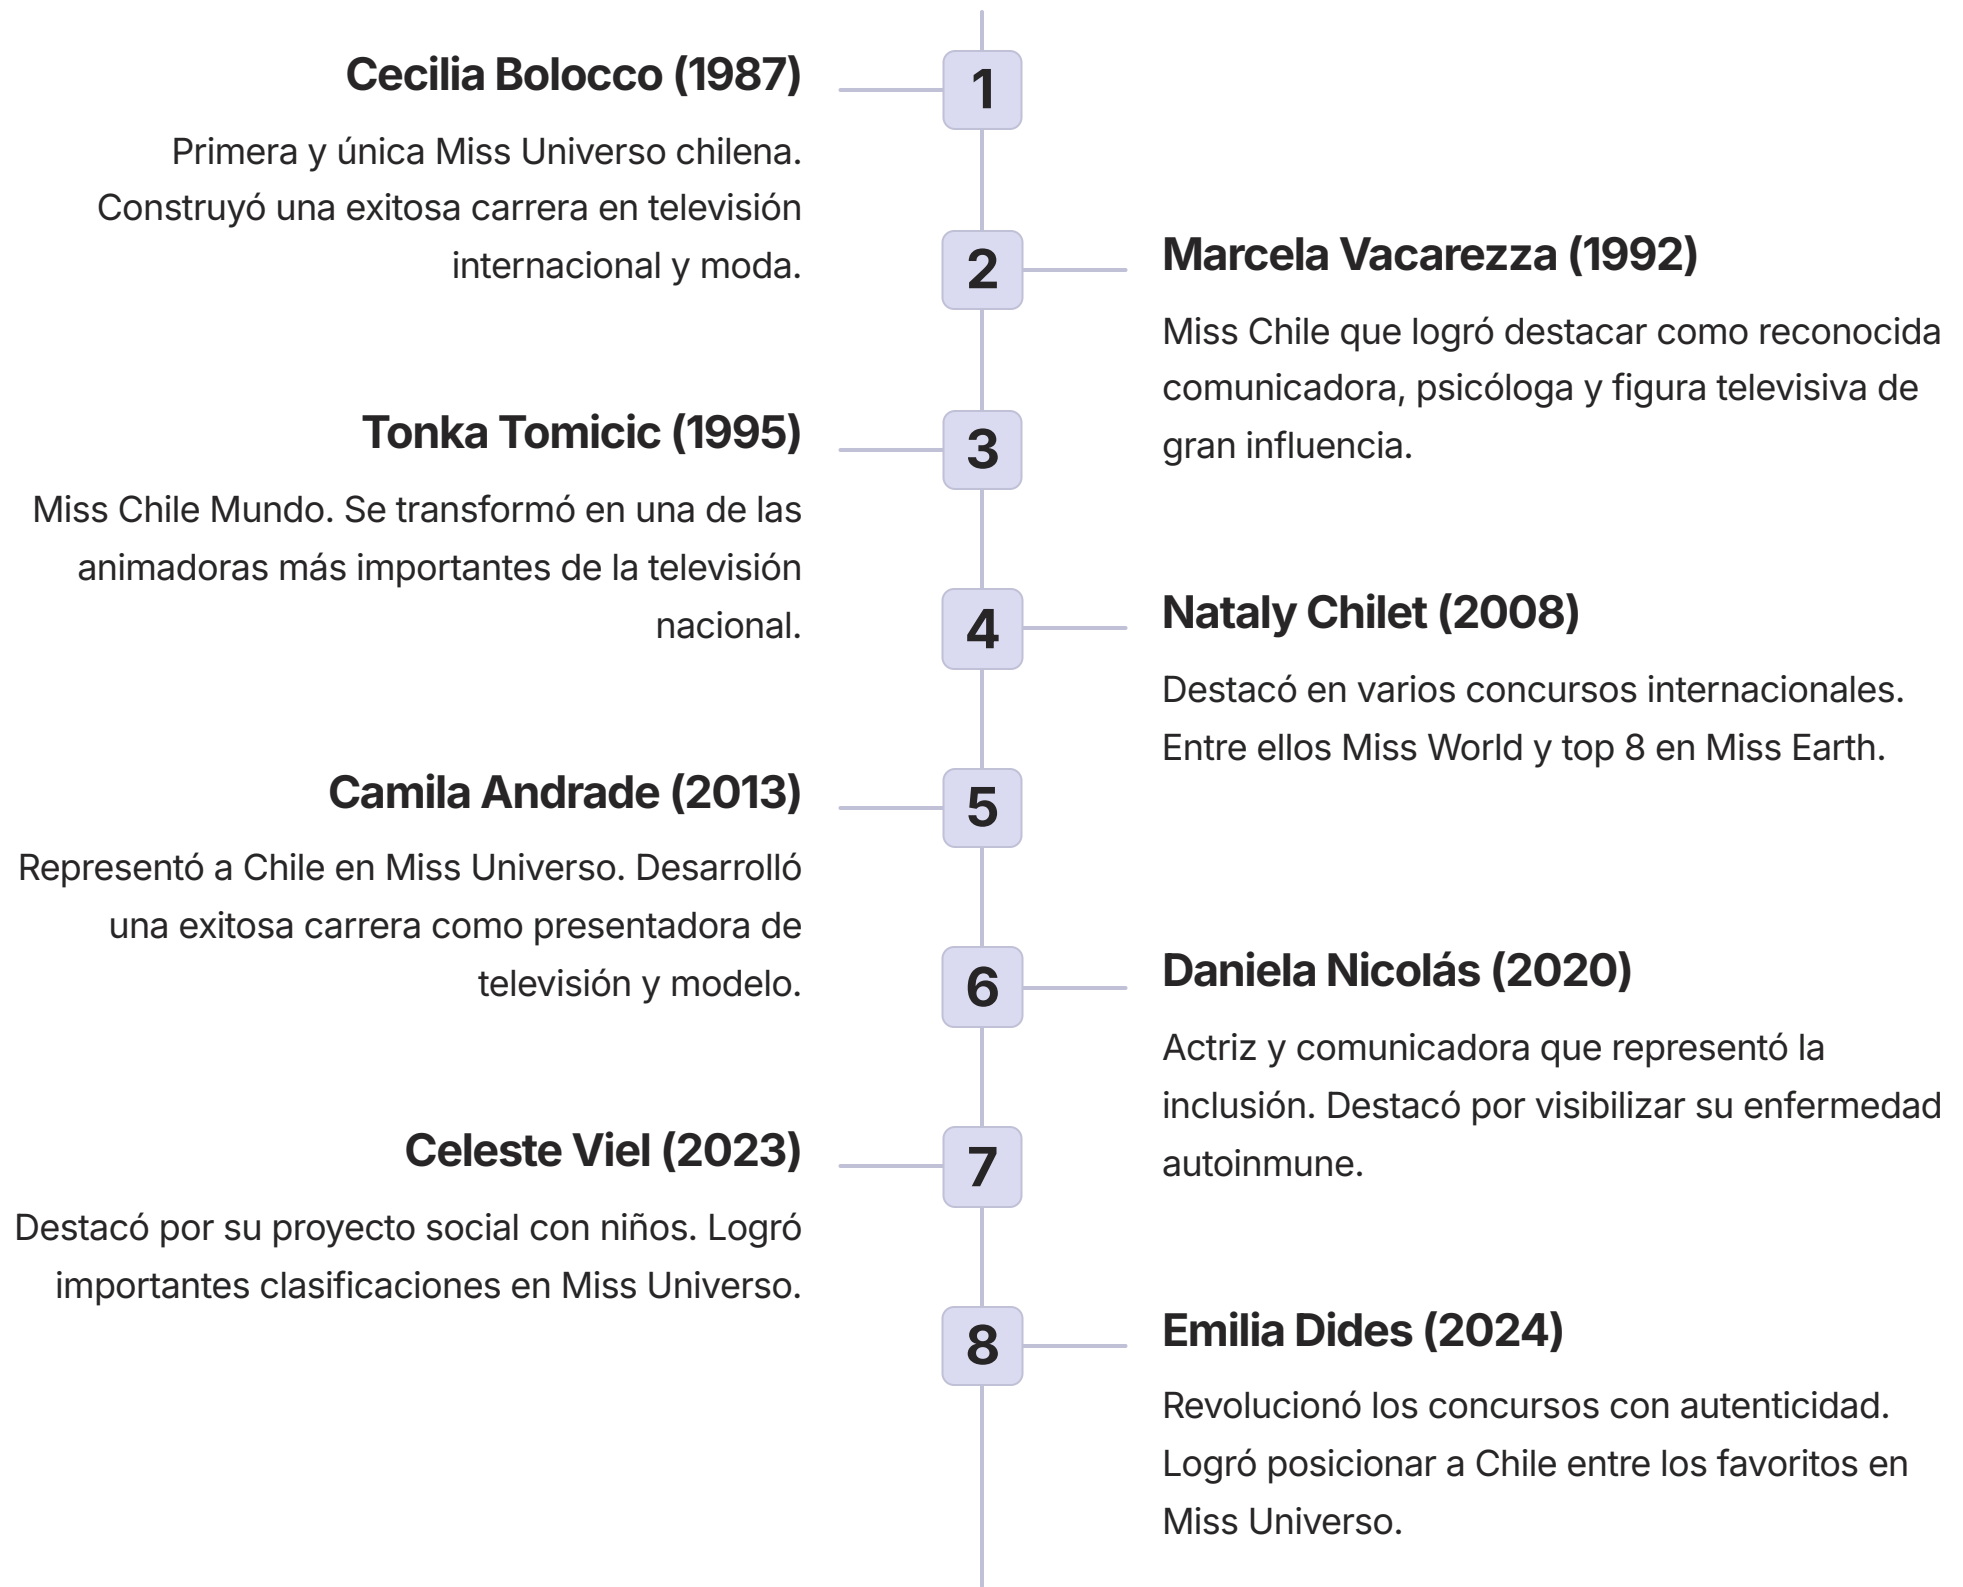 1
Cecilia Bolocco (1987)
Primera y única Miss Universo chilena.
Construyó una exitosa carrera en televisión
internacional y moda.
2
Marcela Vacarezza (1992)
Miss Chile que logró destacar como reconocida
comunicadora, psicóloga y figura televisiva de
gran influencia.
3
Tonka Tomicic (1995)
Miss Chile Mundo. Se transformó en una de las
animadoras más importantes de la televisión
nacional.
4
Nataly Chilet (2008)
Destacó en varios concursos internacionales.
Entre ellos Miss World y top 8 en Miss Earth.
5
Camila Andrade (2013)
Representó a Chile en Miss Universo. Desarrolló
una exitosa carrera como presentadora de
televisión y modelo.
6
Daniela Nicolás (2020)
Actriz y comunicadora que representó la
inclusión. Destacó por visibilizar su enfermedad
autoinmune.
7
Celeste Viel (2023)
Destacó por su proyecto social con niños. Logró
importantes clasificaciones en Miss Universo.
8
Emilia Dides (2024)
Revolucionó los concursos con autenticidad.
Logró posicionar a Chile entre los favoritos en
Miss Universo.